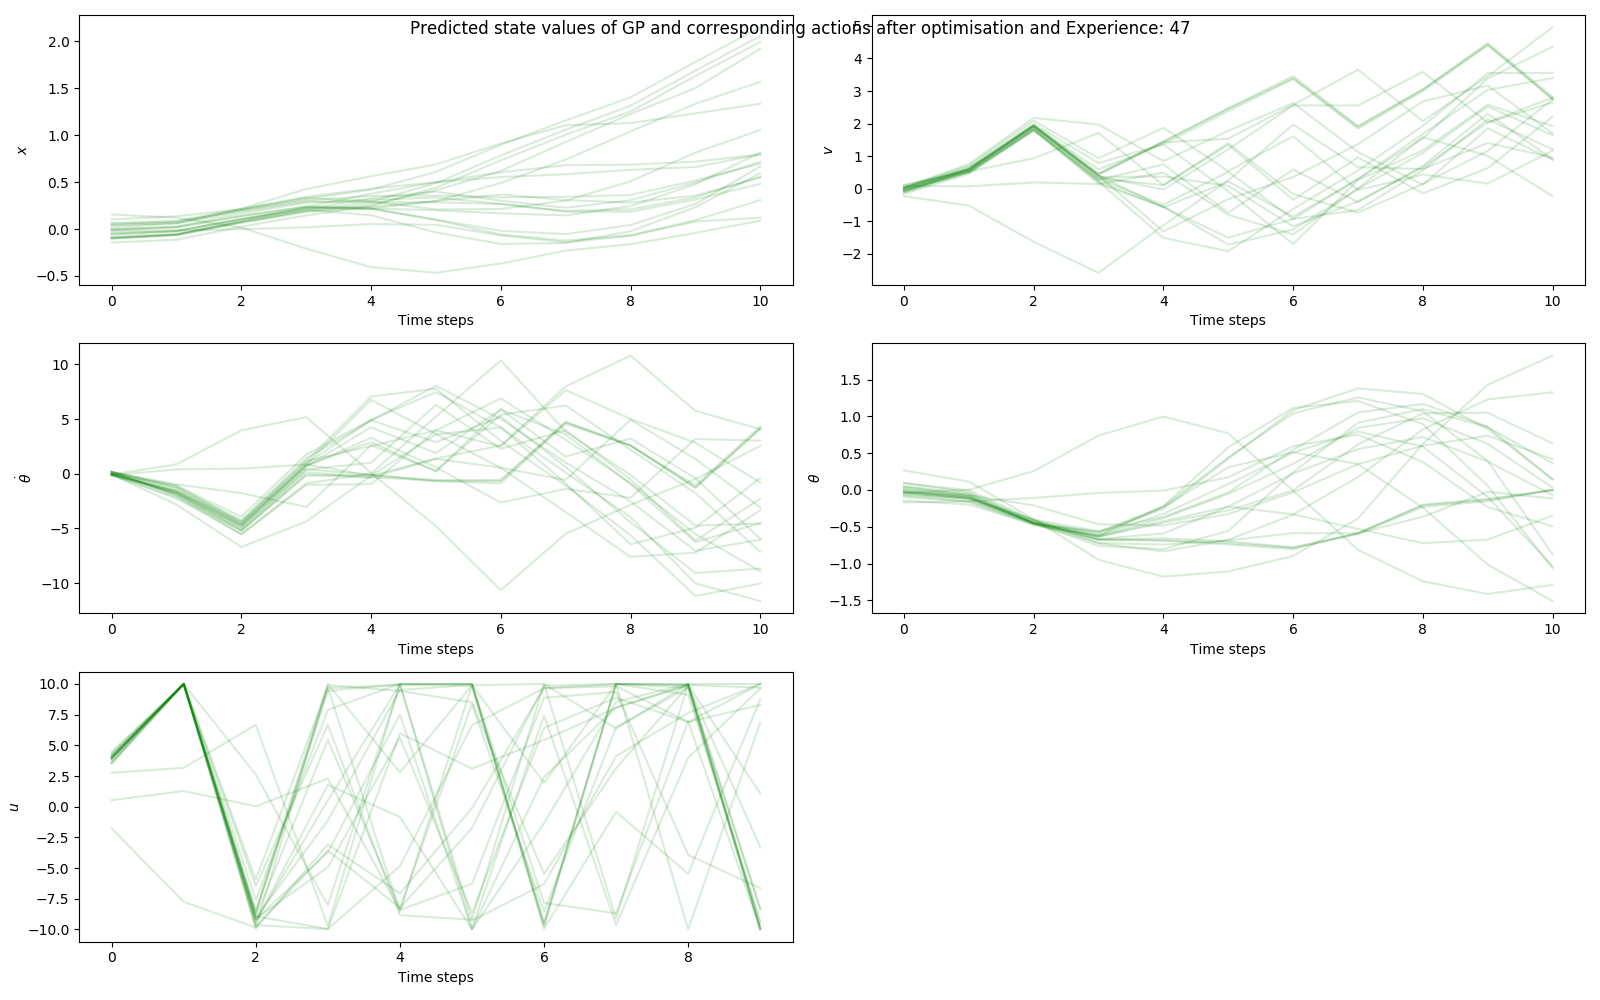 Predicted state values of GP and corresponding actions after optimisation and Experience: 47
2.0
1.5
1.0
0.5
0.0
−0.5
x
0 2 4 6 8 10
Time steps
5
4
3
2
1
0
−1
−2
v
0 2 4 6 8 10
Time steps
10
5
0
−5
−10
θ̇
0 2 4 6 8 10
Time steps
1.5
1.0
0.5
0.0
−0.5
−1.0
−1.5
θ
0 2 4 6 8 10
Time steps
10.0
7.5
5.0
2.5
0.0
−2.5
−5.0
−7.5
−10.0
u
0 2 4 6 8
Time steps